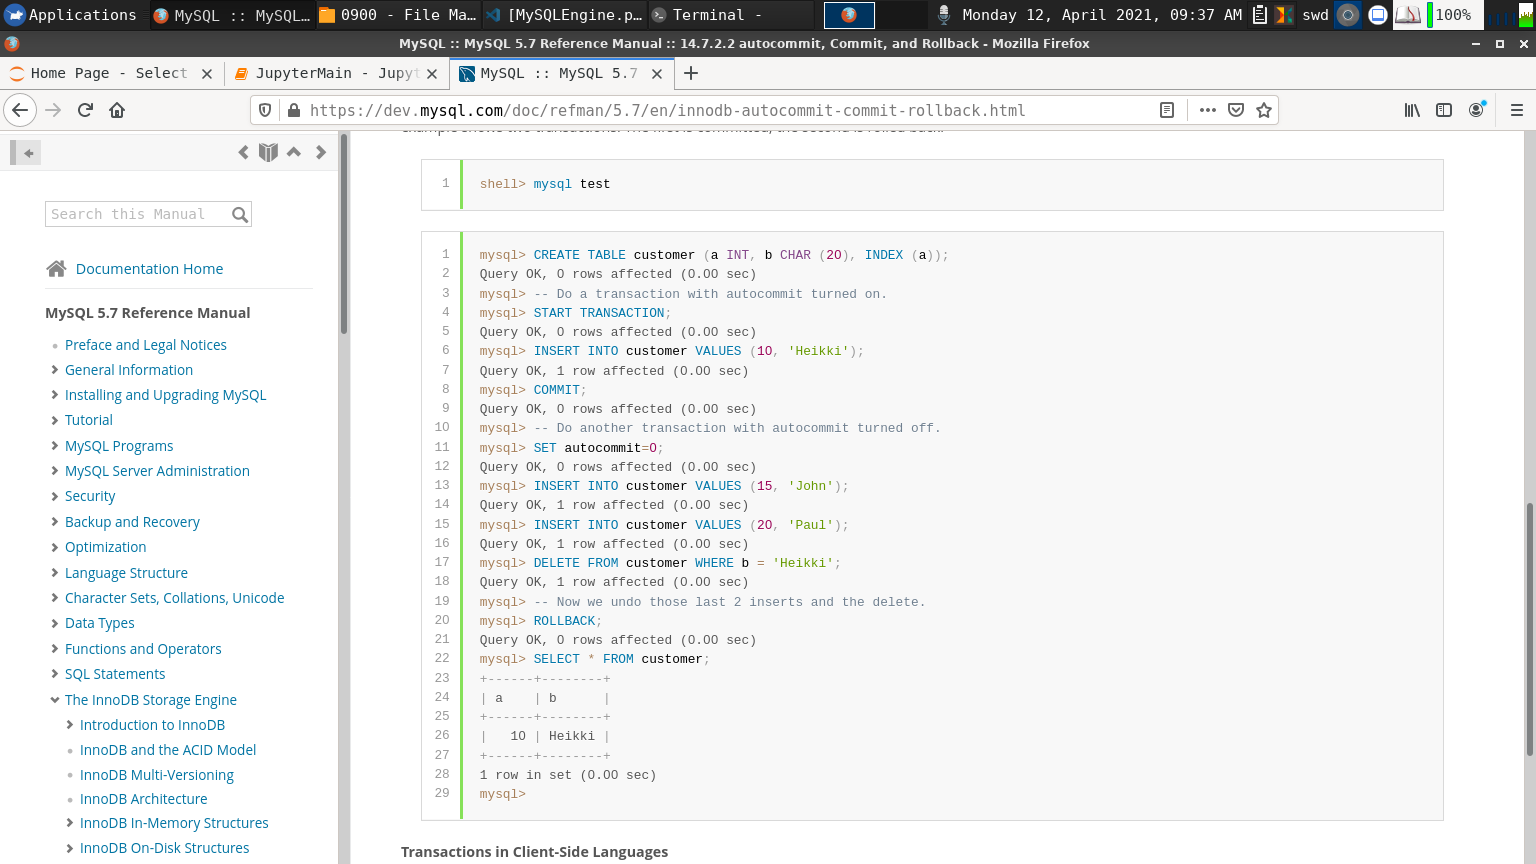 Applications
MySQL :: MySQL…
0900 - File Ma…
[MySQLEngine.p…
Terminal -
Monday 12, April 2021, 09:37 AM
swd
100%
MySQL :: MySQL 5.7 Reference Manual :: 14.7.2.2 autocommit, Commit, and Rollback - Mozilla Firefox
Home Page - Select
JupyterMain - Jupyt
MySQL :: MySQL 5.7
https://dev.mysql.com/doc/refman/5.7/en/innodb-autocommit-commit-rollback.html
example shows two transactions. The first is committed; the second is rolled back.
Search this Manual
Documentation Home
MySQL 5.7 Reference Manual
Preface and Legal Notices
General Information
Installing and Upgrading MySQL
Tutorial
MySQL Programs
MySQL Server Administration
Security
Backup and Recovery
Optimization
Language Structure
Character Sets, Collations, Unicode
Data Types
Functions and Operators
SQL Statements
The InnoDB Storage Engine
Introduction to InnoDB
InnoDB and the ACID Model
InnoDB Multi-Versioning
InnoDB Architecture
InnoDB In-Memory Structures
InnoDB On-Disk Structures
1 shell> mysql test
1 mysql> CREATE TABLE customer (a INT, b CHAR (20), INDEX (a));
2 Query OK, 0 rows affected (0.00 sec)
3 mysql> -- Do a transaction with autocommit turned on.
4 mysql> START TRANSACTION;
5 Query OK, 0 rows affected (0.00 sec)
6 mysql> INSERT INTO customer VALUES (10, 'Heikki');
7 Query OK, 1 row affected (0.00 sec)
8 mysql> COMMIT;
9 Query OK, 0 rows affected (0.00 sec)
10 mysql> -- Do another transaction with autocommit turned off.
11 mysql> SET autocommit=0;
12 Query OK, 0 rows affected (0.00 sec)
13 mysql> INSERT INTO customer VALUES (15, 'John');
14 Query OK, 1 row affected (0.00 sec)
15 mysql> INSERT INTO customer VALUES (20, 'Paul');
16 Query OK, 1 row affected (0.00 sec)
17 mysql> DELETE FROM customer WHERE b = 'Heikki';
18 Query OK, 1 row affected (0.00 sec)
19 mysql> -- Now we undo those last 2 inserts and the delete.
20 mysql> ROLLBACK;
21 Query OK, 0 rows affected (0.00 sec)
22 mysql> SELECT * FROM customer;
23 +------+--------+
24 | a    | b      |
25 +------+--------+
26 |   10 | Heikki |
27 +------+--------+
28 1 row in set (0.00 sec)
29 mysql>
Transactions in Client-Side Languages